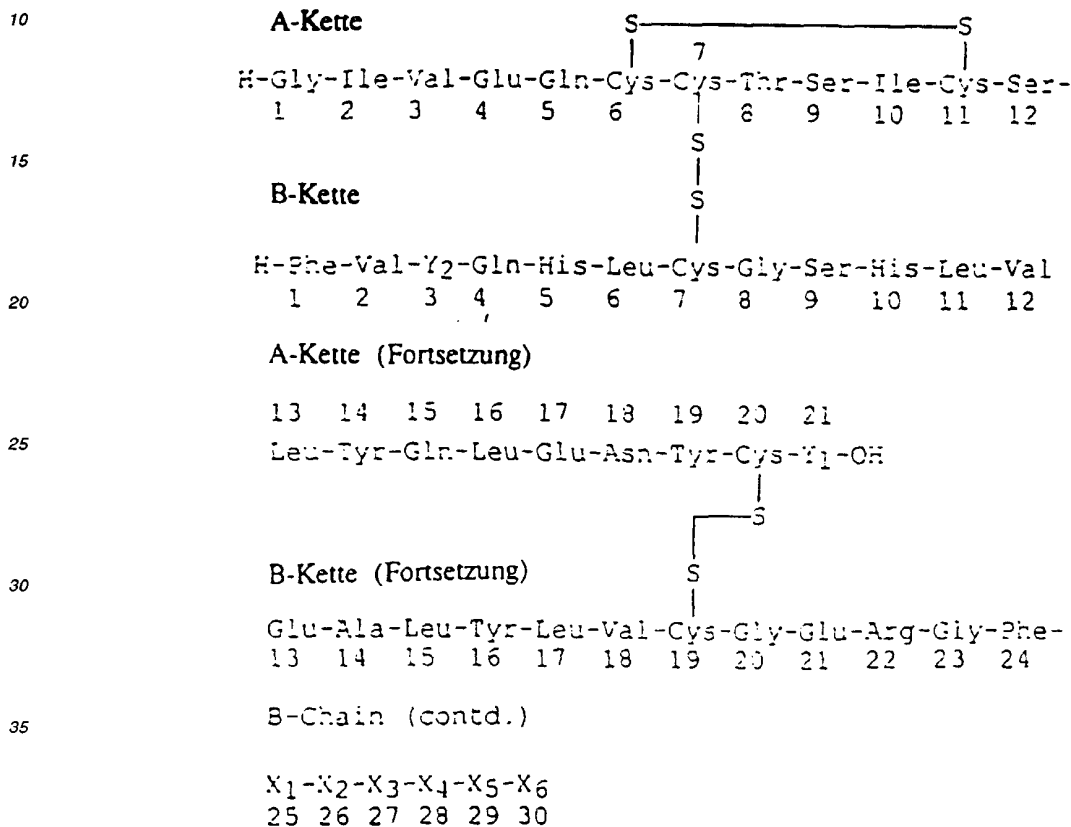 10 A-Kette S S
7
H-Gly-Ile-Val-Glu-Gln-Cys-Cys-Thr-Ser-Ile-Cys-Ser-
1 2 3 4 5 6 8 9 10 11 12
S
15
S
B-Kette
H-Phe-Val-Y2-Gln-His-Leu-Cys-Gly-Ser-His-Leu-Val
1 2 3 4 5 6 7 8 9 10 11 12
20
A-Kette (Fortsetzung)
13 14 15 16 17 18 19 20 21
25 Leu-Tyr-Gln-Leu-Glu-Asn-Tyr-Cys-Y1-OH
S
30 B-Kette (Fortsetzung) S
Glu-Ala-Leu-Tyr-Leu-Val-Cys-Gly-Glu-Arg-Gly-Phe-
13 14 15 16 17 18 19 20 21 22 23 24
35 B-Chain (contd.)
X1-X2-X3-X4-X5-X6
25 26 27 28 29 30